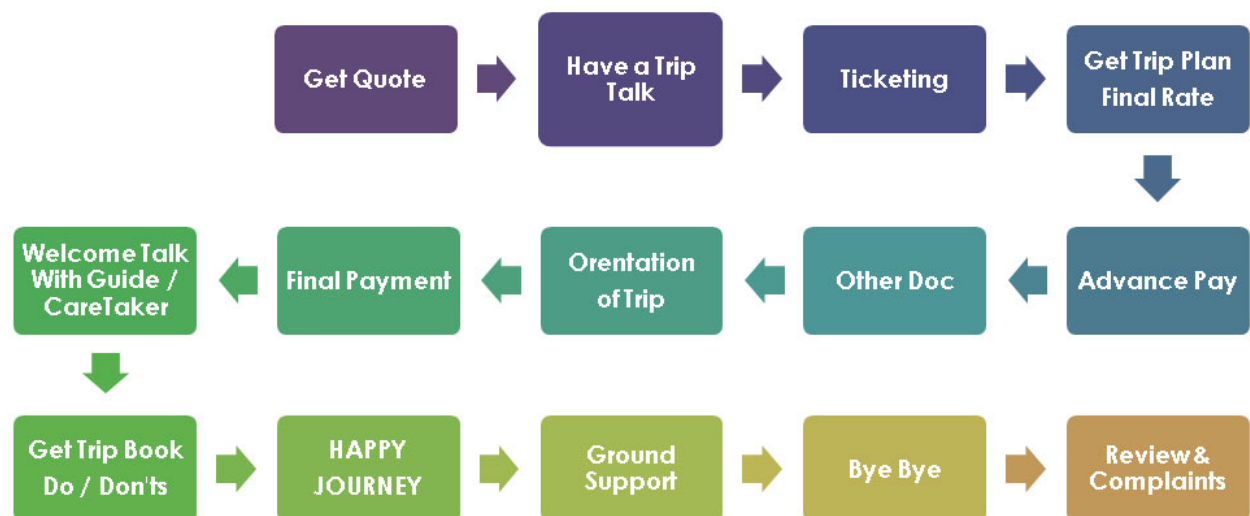 Get Quote
Have a Trip
Talk
Ticketing
Get Trip Plan
Final Rate
Advance Pay
Other Doc
Orentation
of Trip
Final Payment
Welcome Talk
With Guide /
CareTaker
Get Trip Book
Do / Don'ts
HAPPY
JOURNEY
Ground
Support
Bye Bye
Review &
Complaints